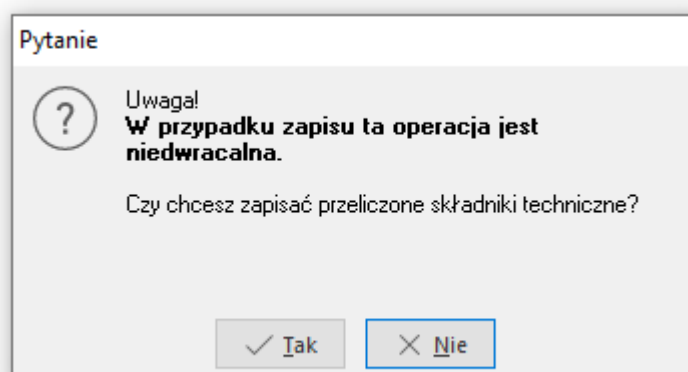 Pytanie
Uwaga!
W przypadku zapisu ta operacja jest
niedwracalna.
Czy chcesz zapisać przeliczone składniki techniczne?
Tak
Nie